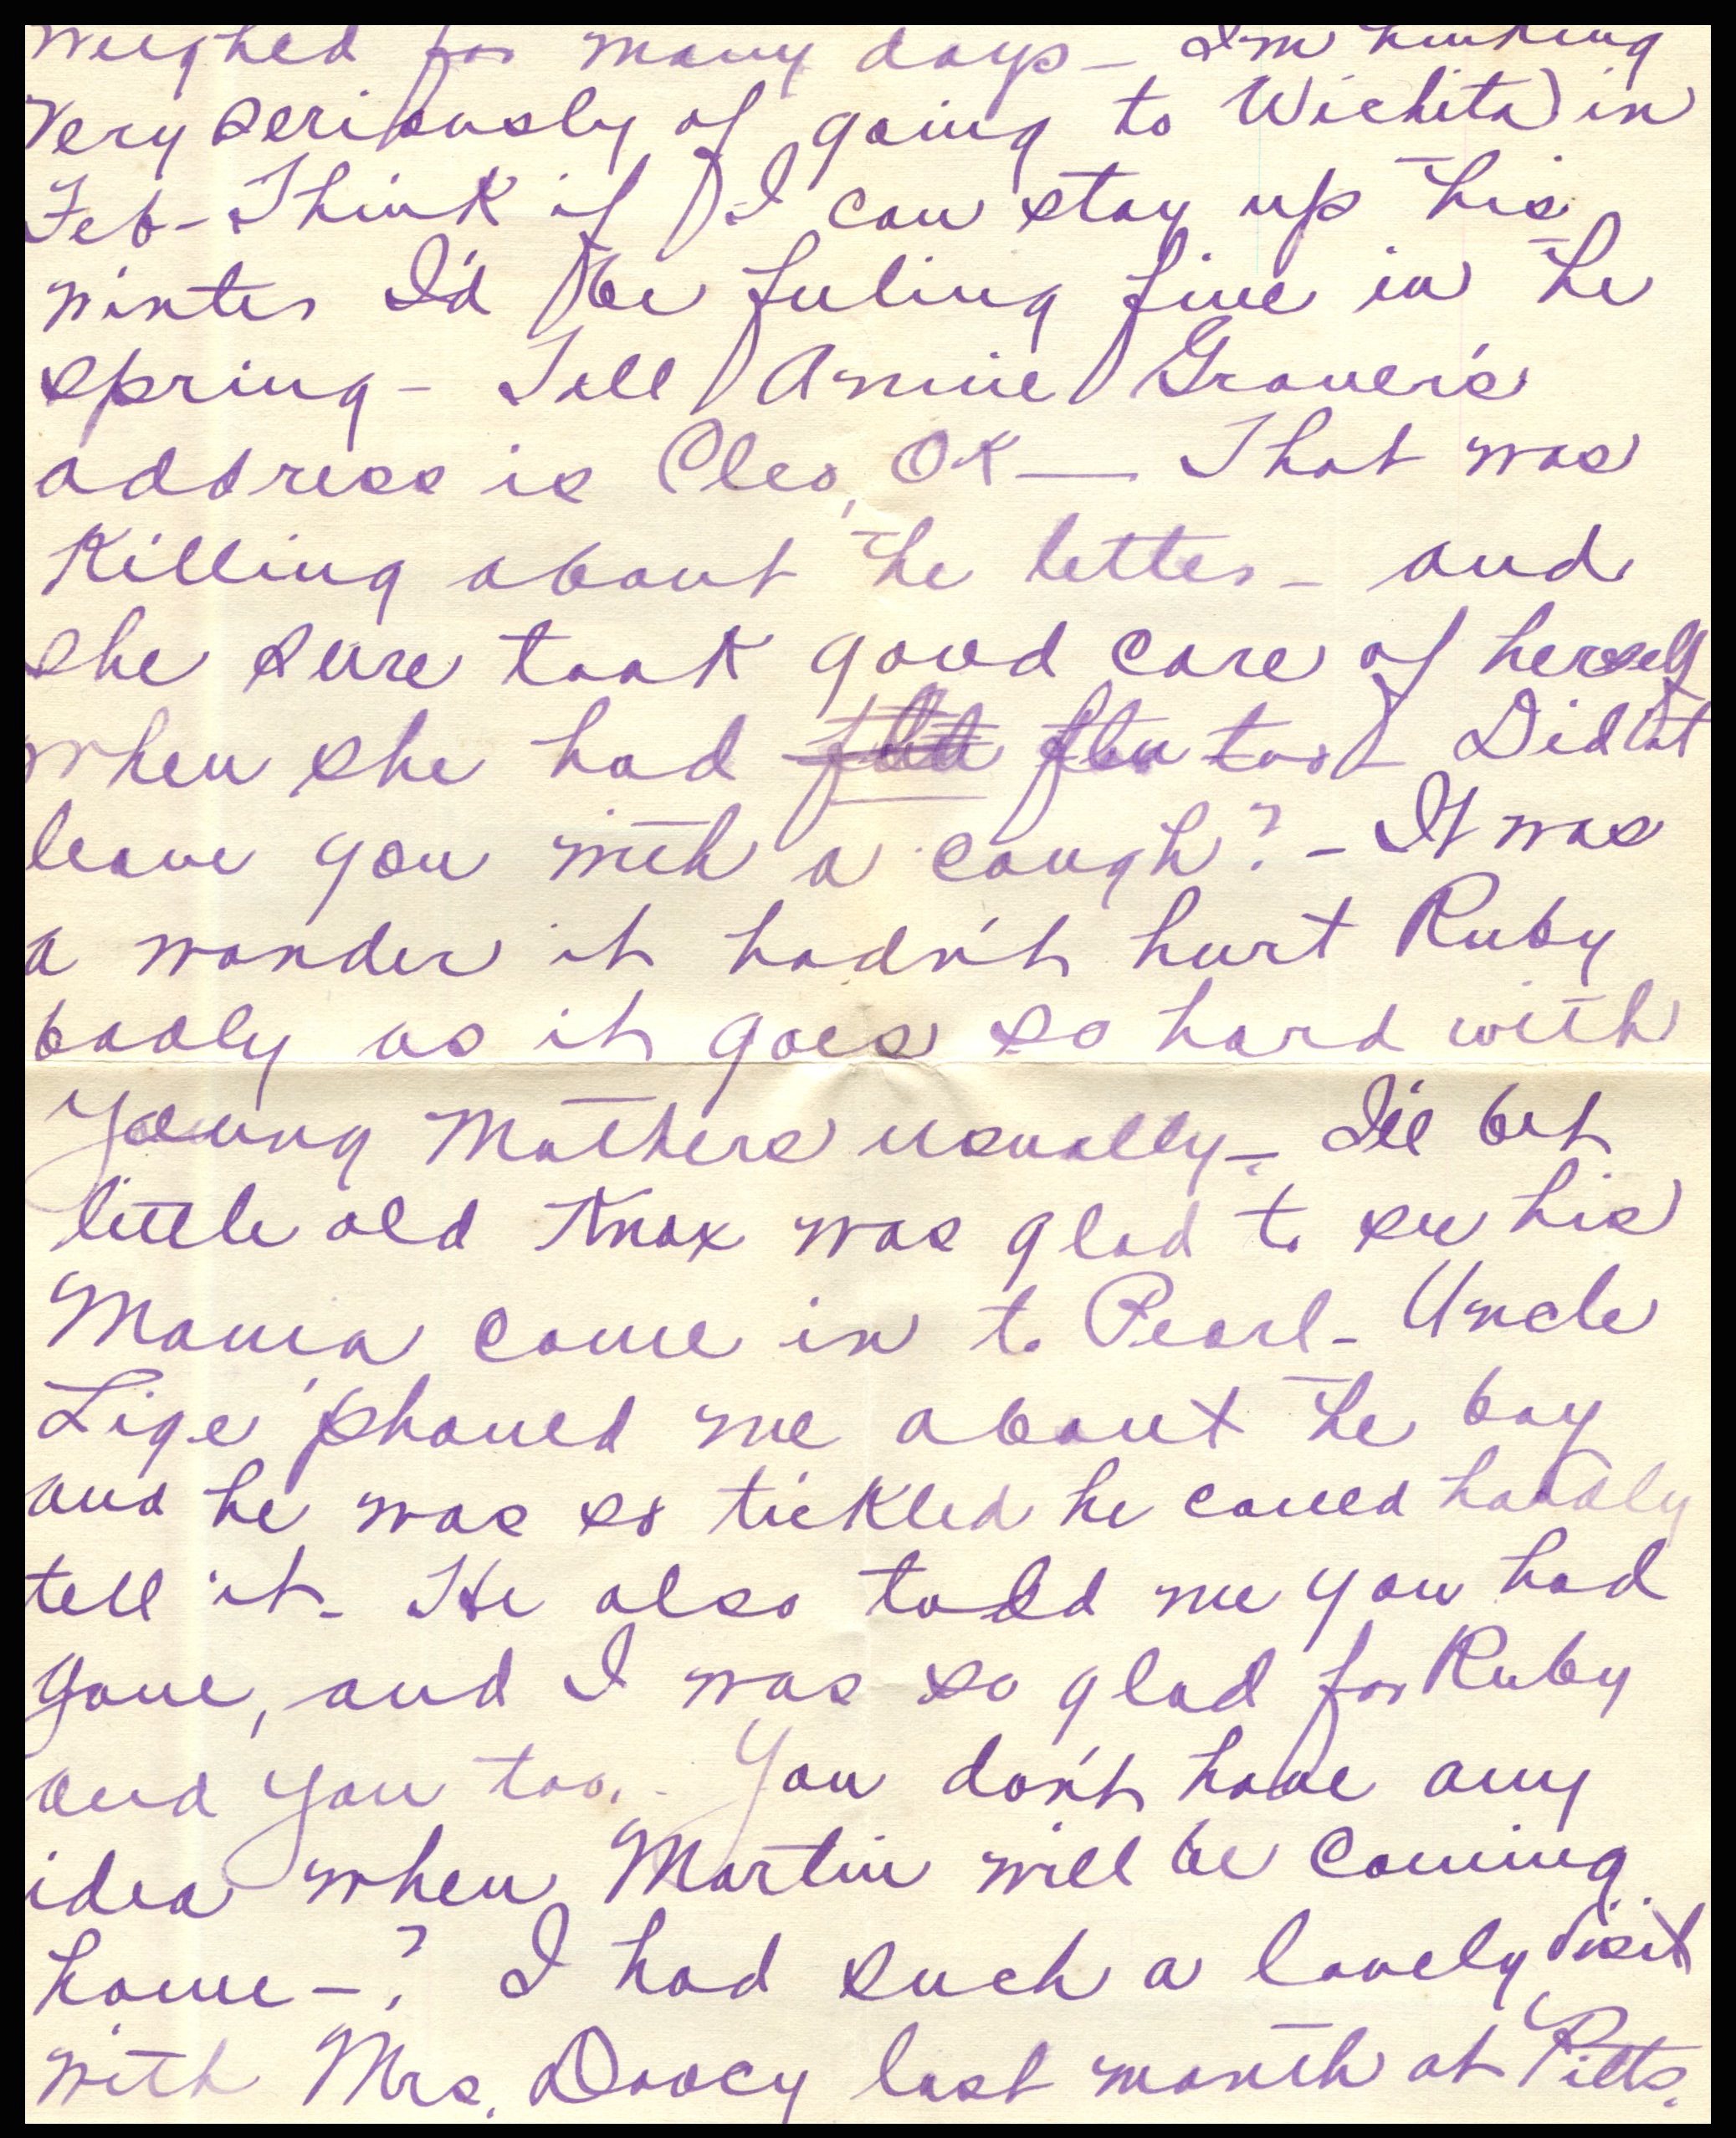 weighed for many days – I'm thinking
very seriously of going to Wichita in
Feb – Think if I can stay up this
winter I'd be feeling fine in the
spring – Tell Annie Grover's
address is Cleo, OK — That was
Killing about the letter – and
she sure took good care of herself
when she had flu too – Did it
leave you with a cough? – It was
a wonder it hadn't hurt Ruby
badly as it goes so hard with
young Mothers usually – I'll bet
little old Knox was glad to see his
Mama come in to Pearl – Uncle
Lige 'phoned me about the boy
and he was so tickled he could hardly
tell it – He also told me you had
gone, and I was so glad for Ruby
and you too. – You don't have any
idea when Martin will be coming
home – ? I had such a lovely visit
with Mrs. Doocy last month at Pitts.